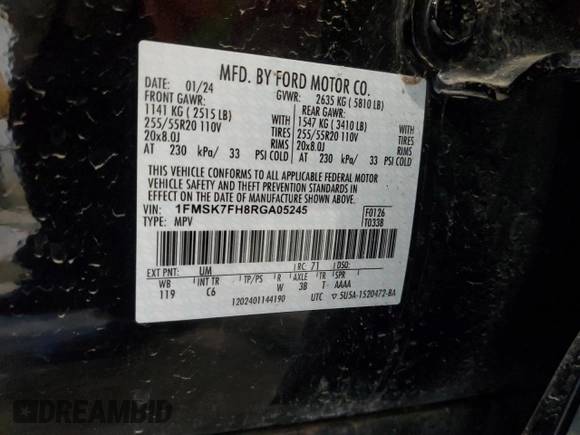 MFD. BY FORD MOTOR CO.
DATE: 01/24 GVWR: 2635 KG ( 5810 LB)
FRONT GAWR: REAR GAWR:
1141 KG ( 2515 LB) WITH 1547 KG ( 3410 LB) WITH
255/55R20 110V TIRES 255/55R20 110V TIRES
20x8.0J RIMS 20x8.0J RIMS
AT 230 kPa/ 33 PSI COLD AT 230 kPa/ 33 PSI COLD
THIS VEHICLE CONFORMS TO ALL APPLICABLE FEDERAL MOTOR
VEHICLE SAFETY AND THEFT PREVENTION STANDARDS IN
EFFECT ON THE DATE OF MANUFACTURE SHOWN ABOVE.
VIN: 1FMSK7FH8RGA05245 F0126
TYPE: MPV T0338
EXT PNT: UM RC: 71 DSO:
WB INT TR TP/PS R AXLE TR SPR
119 C6 W 3B T AAAA
1202401144190 UTC ▽ 5U5A-1520472-BA
DREAMBID